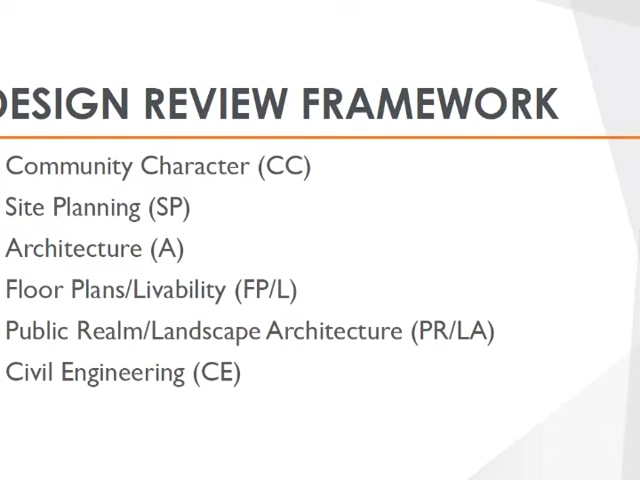 DESIGN REVIEW FRAMEWORK
Community Character (CC)
Site Planning (SP)
Architecture (A)
Floor Plans/Livability (FP/L)
Public Realm/Landscape Architecture (PR/LA)
Civil Engineering (CE)